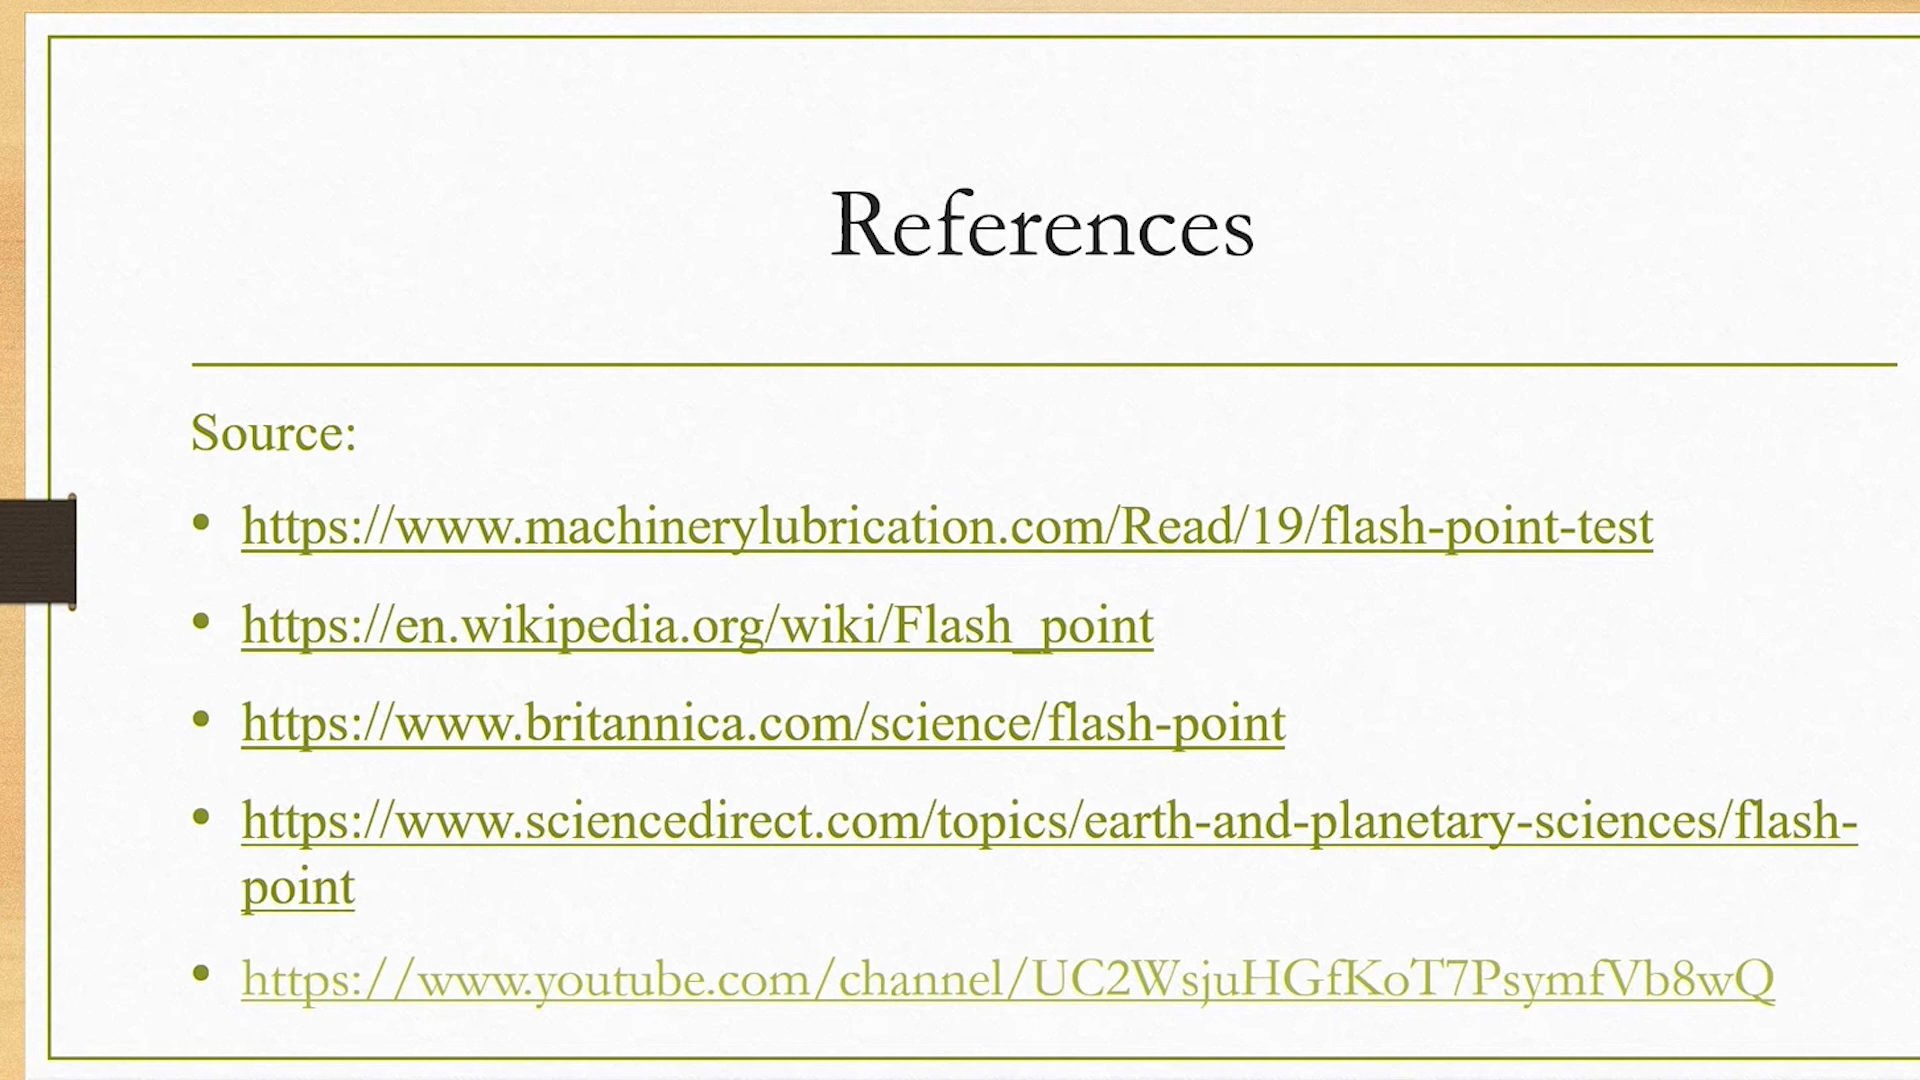 References
Source:
• https://www.machinerylubrication.com/Read/19/flash-point-test
• https://en.wikipedia.org/wiki/Flash_point
• https://www.britannica.com/science/flash-point
• https://www.sciencedirect.com/topics/earth-and-planetary-sciences/flash-
point
• https://www.youtube.com/channel/UC2WsjuHGfKoT7PsymfVb8wQ